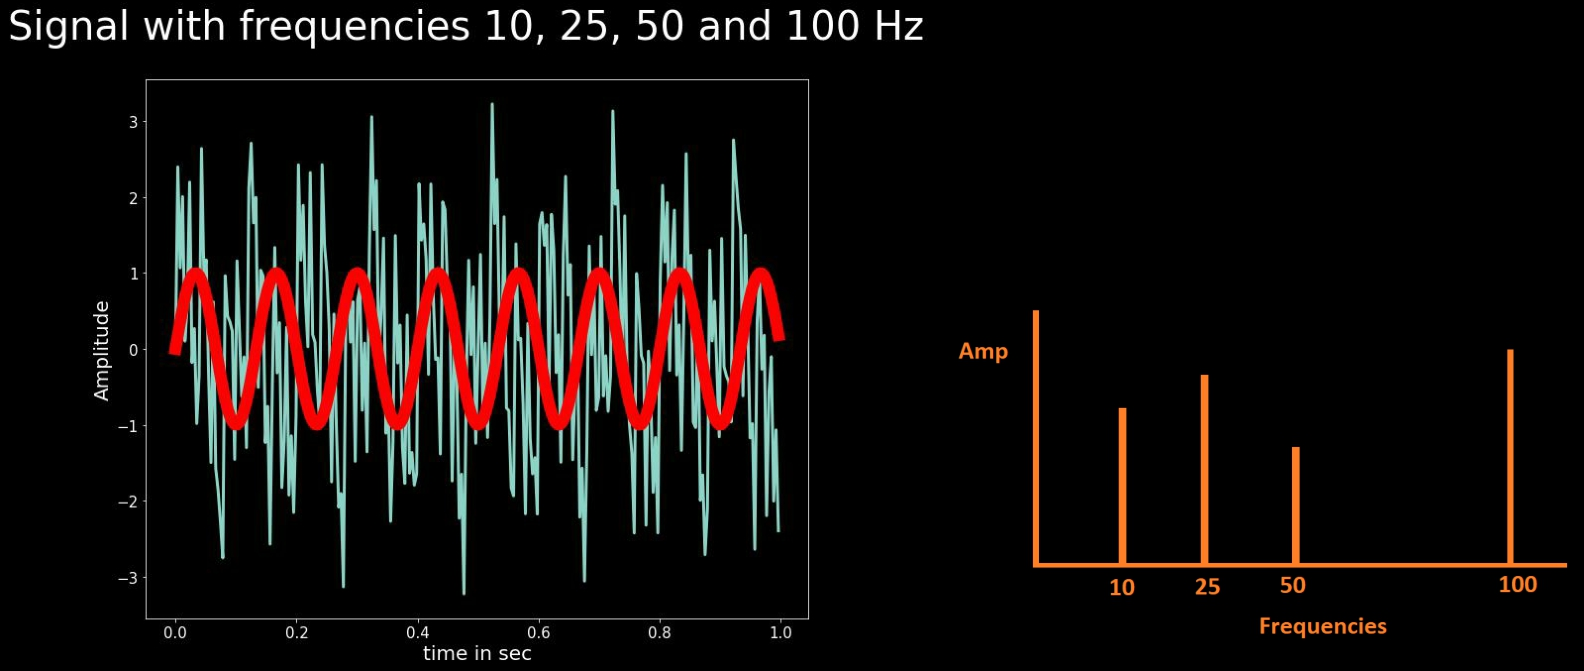 Signal with frequencies 10, 25, 50 and 100 Hz
3
2
1
0
−1
−2
−3
Amplitude
0.0 0.2 0.4 0.6 0.8 1.0
time in sec
Amp
10 25 50 100
Frequencies